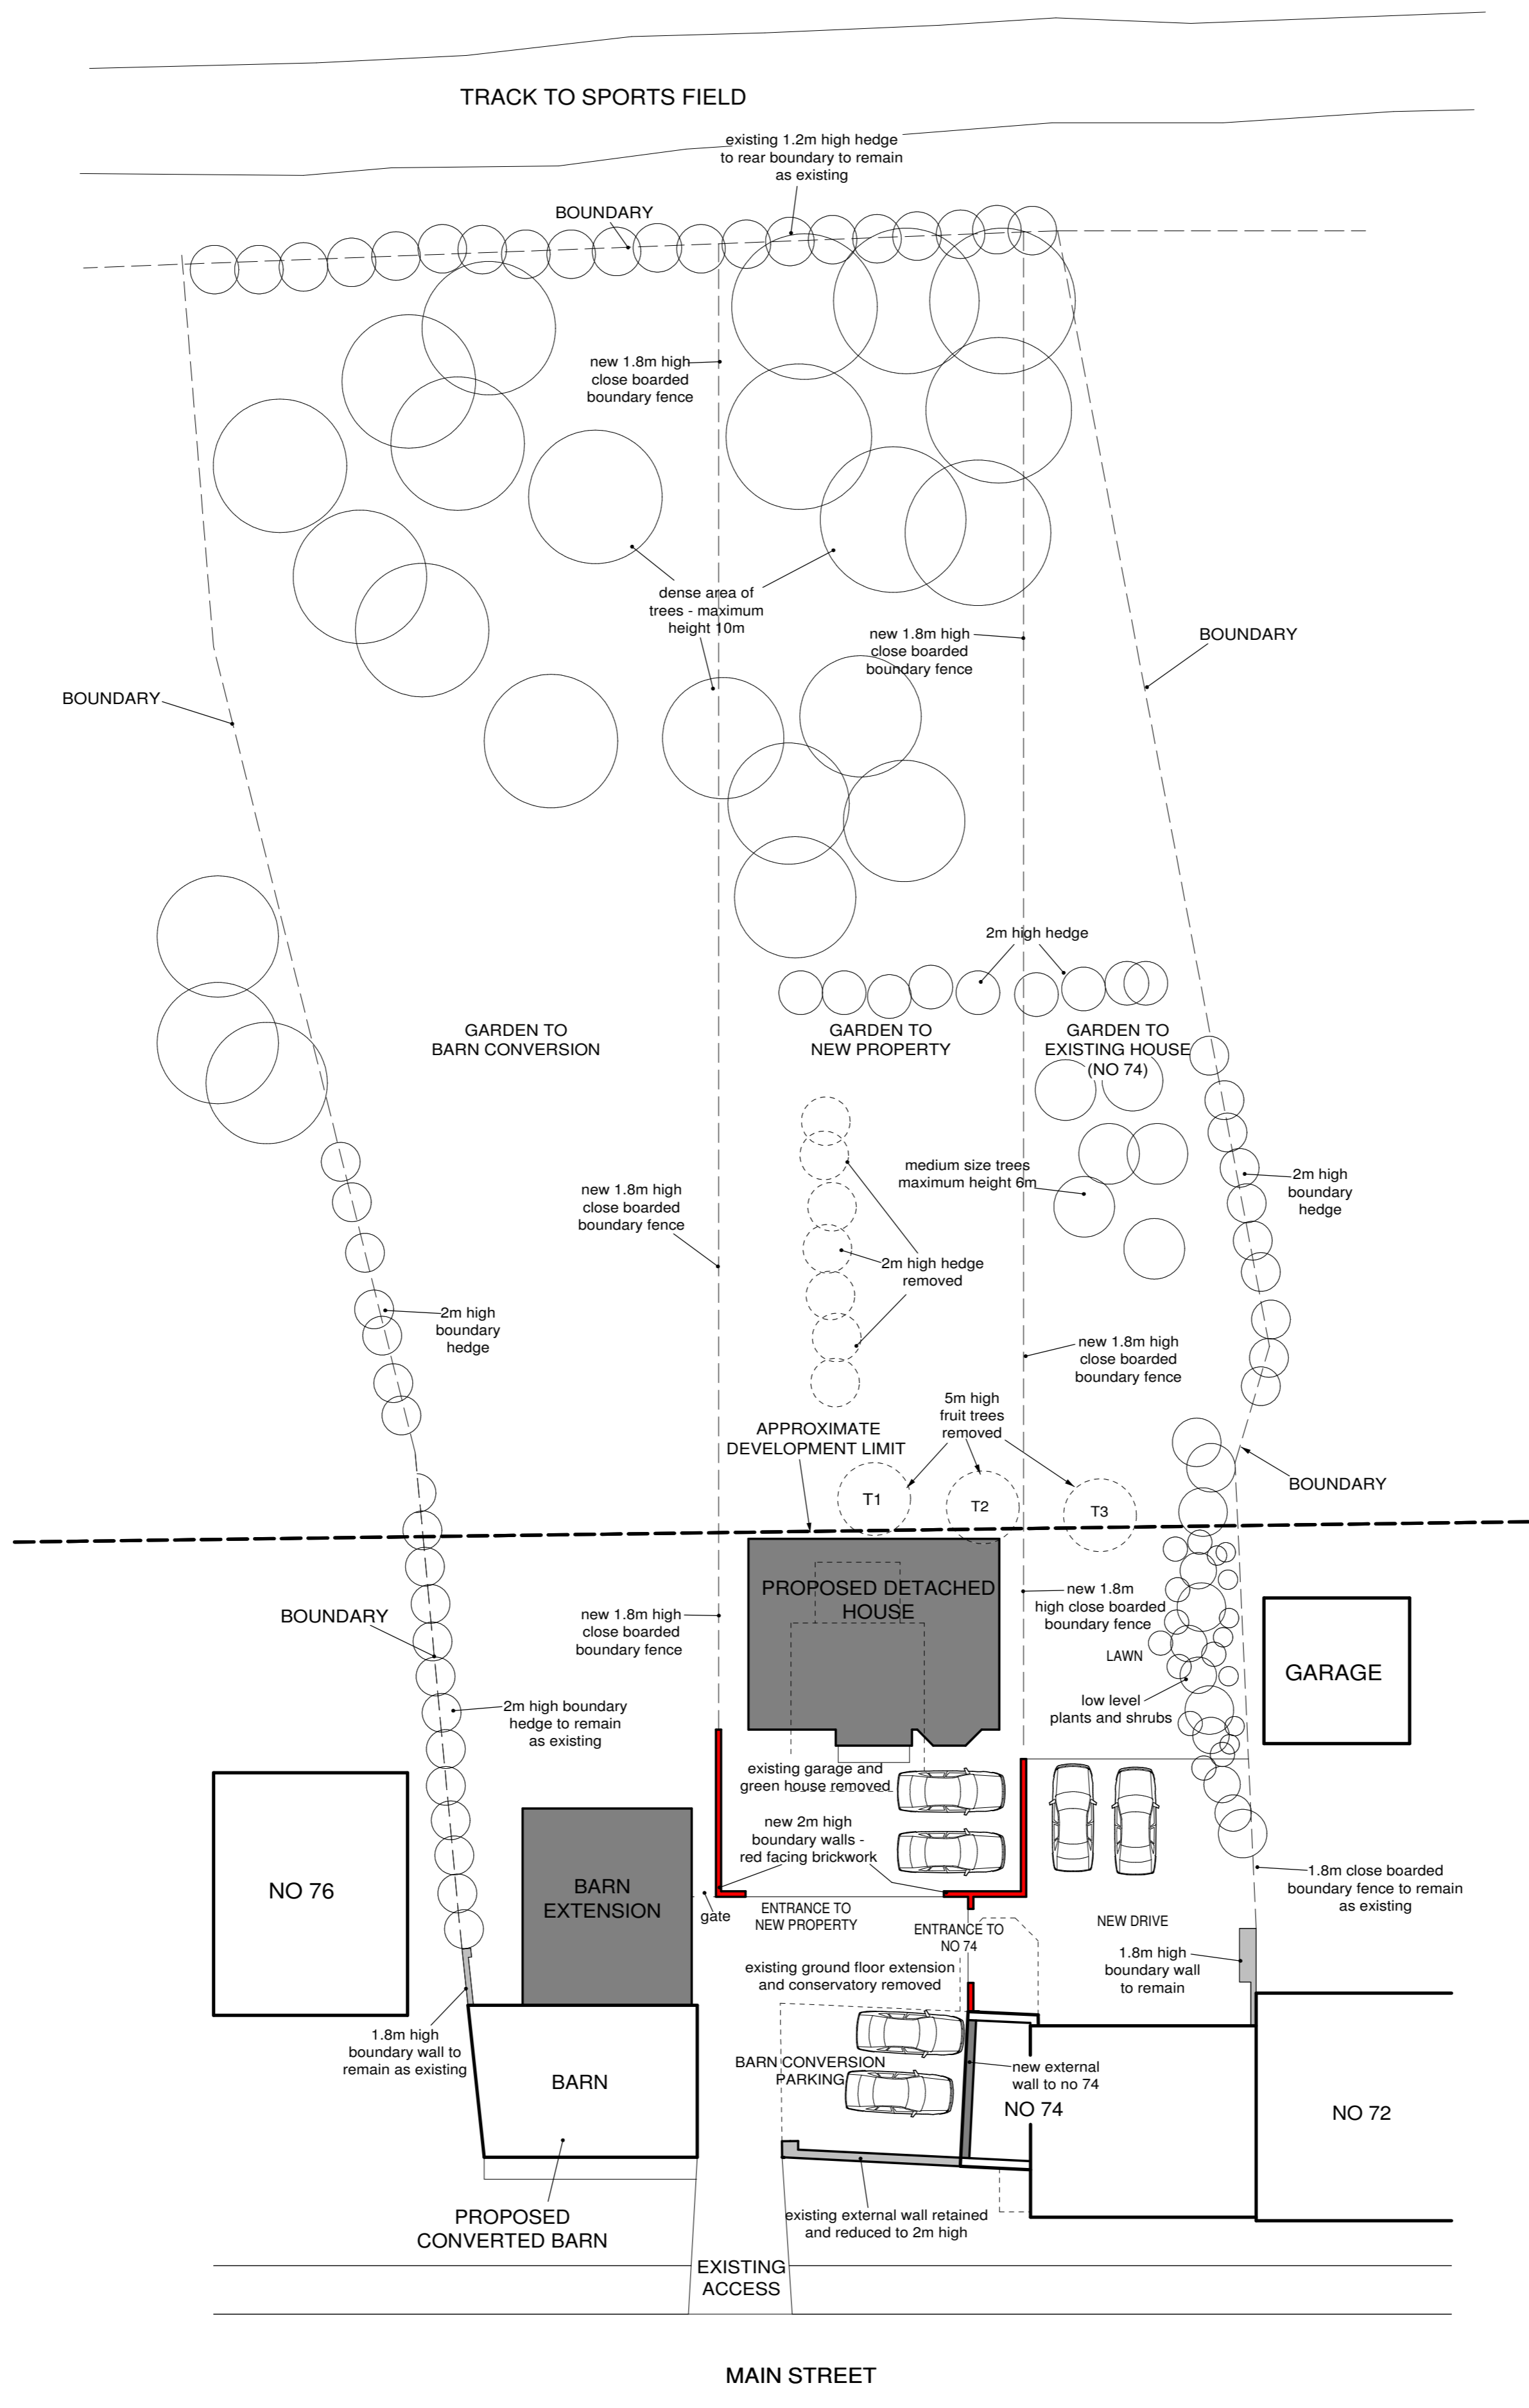 TRACK TO SPORTS FIELD
existing 1.2m high hedge
to rear boundary to remain
as existing
BOUNDARY
new 1.8m high
close boarded
boundary fence
dense area of
trees - maximum
height 10m
new 1.8m high
close boarded
boundary fence
BOUNDARY
BOUNDARY
2m high hedge
GARDEN TO
BARN CONVERSION
GARDEN TO
NEW PROPERTY
GARDEN TO
EXISTING HOUSE
(NO 74)
medium size trees
maximum height 6m
2m high
boundary
hedge
new 1.8m high
close boarded
boundary fence
2m high hedge
removed
2m high
boundary
hedge
new 1.8m high
close boarded
boundary fence
5m high
fruit trees
removed
APPROXIMATE
DEVELOPMENT LIMIT
BOUNDARY
T1
T2
T3
PROPOSED DETACHED
HOUSE
new 1.8m
high close boarded
boundary fence
BOUNDARY
new 1.8m high
close boarded
boundary fence
LAWN
GARAGE
low level
plants and shrubs
2m high boundary
hedge to remain
as existing
existing garage and
green house removed
new 2m high
boundary walls -
red facing brickwork
NO 76
BARN
EXTENSION
gate
ENTRANCE TO
NEW PROPERTY
ENTRANCE TO
NO 74
NEW DRIVE
1.8m close boarded
boundary fence to remain
as existing
1.8m high
boundary wall
to remain
existing ground floor extension
and conservatory removed
1.8m high
boundary wall to
remain as existing
BARN
BARN CONVERSION
PARKING
new external
wall to no 74
NO 74
NO 72
PROPOSED
CONVERTED BARN
existing external wall retained
and reduced to 2m high
EXISTING
ACCESS
MAIN STREET